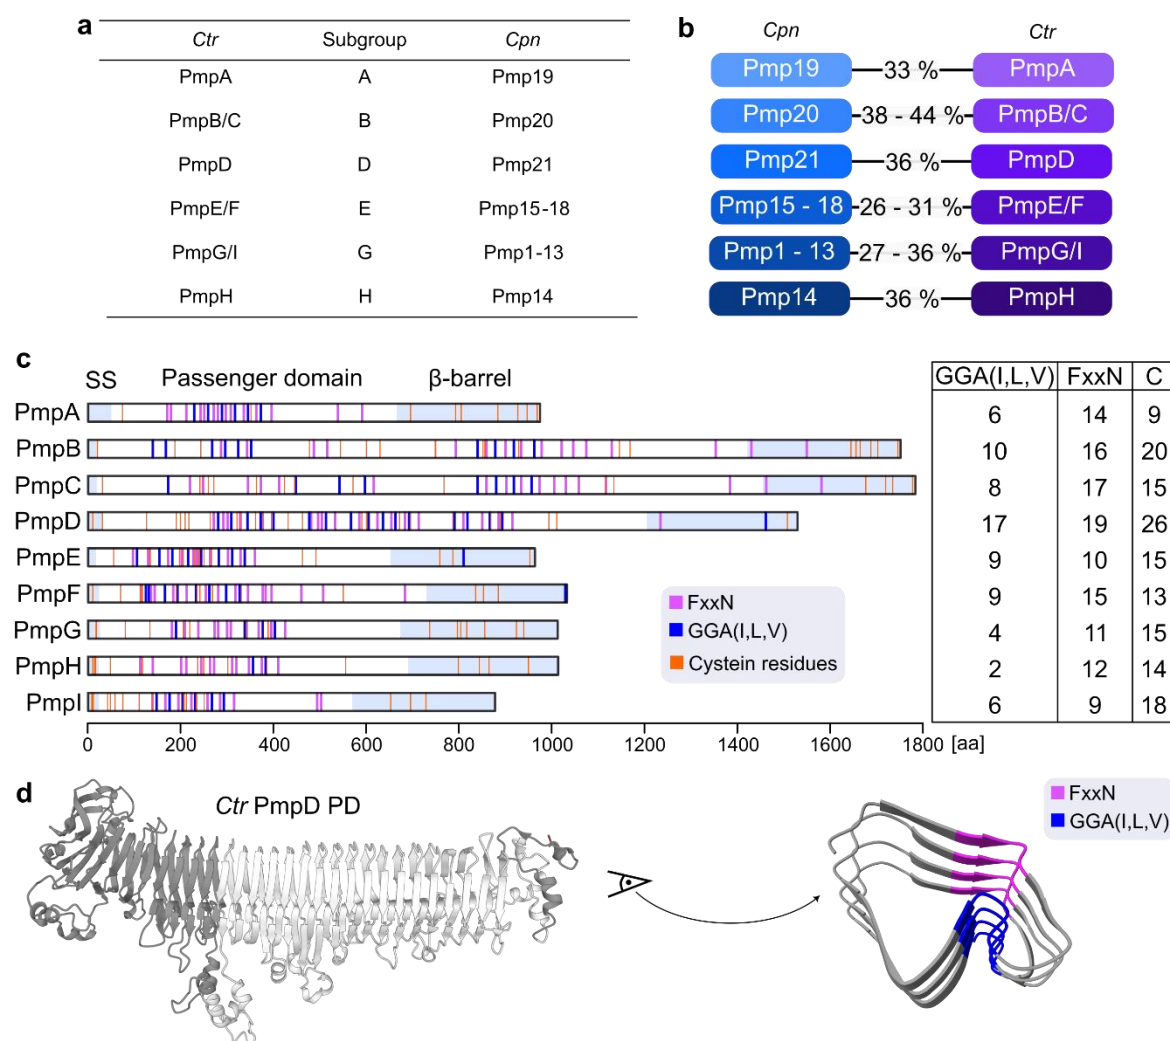 a
Ctr Subgroup Cpn
PmpA A Pmp19
PmpB/C B Pmp20
PmpD D Pmp21
PmpE/F E Pmp15-18
PmpG/I G Pmp1-13
PmpH H Pmp14
b
Cpn Ctr
Pmp19 33 % PmpA
Pmp20 38 - 44 % PmpB/C
Pmp21 36 % PmpD
Pmp15 - 18 26 - 31 % PmpE/F
Pmp1 - 13 27 - 36 % PmpG/I
Pmp14 36 % PmpH
c
SS Passenger domain β-barrel
GGA(I,L,V) FxxN C
PmpA 6 14 9
PmpB 10 16 20
PmpC 8 17 15
PmpD 17 19 26
PmpE 9 10 15
PmpF 9 15 13
PmpG 4 11 15
PmpH 2 12 14
PmpI 6 9 18
FxxN
GGA(I,L,V)
Cystein residues
0 200 400 600 800 1000 1200 1400 1600 1800 [aa]
d
Ctr PmpD PD
FxxN
GGA(I,L,V)